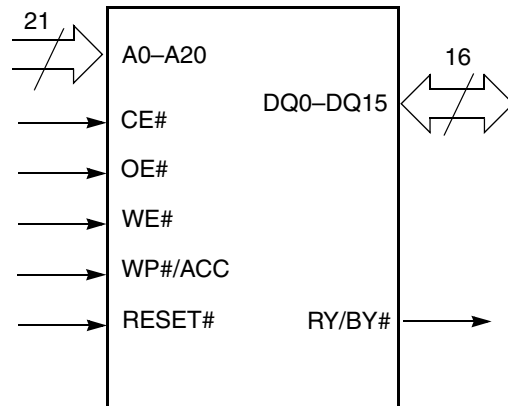 21
A0–A20
16
DQ0–DQ15
CE#
OE#
WE#
WP#/ACC
RESET#
RY/BY#